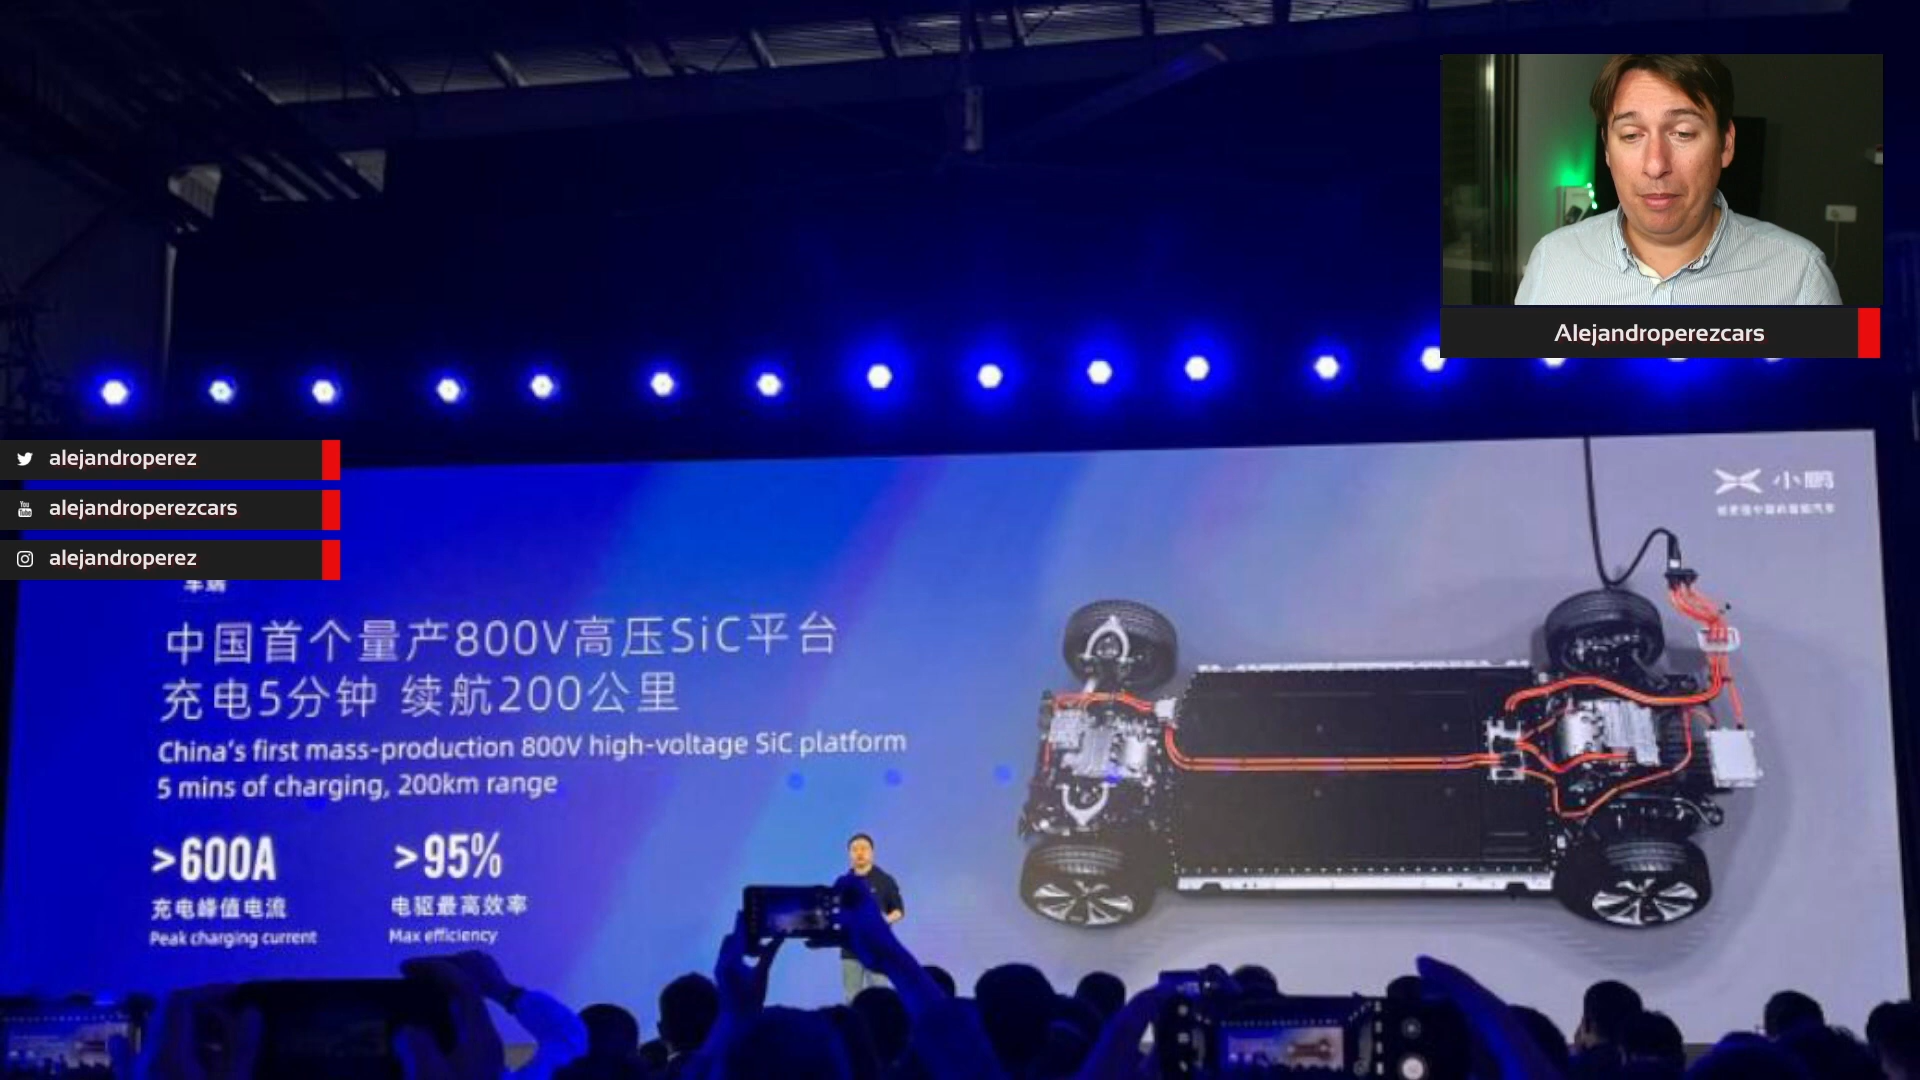 Alejandroperezcars
alejandroperez
alejandroperezcars
alejandroperez
小鹏
中国首个量产800V高压SiC平台
充电5分钟 续航200公里
China's first mass-production 800V high-voltage SiC platform
5 mins of charging, 200km range
>600A
充电峰值电流
Peak charging current
>95%
电驱最高效率
Max efficiency